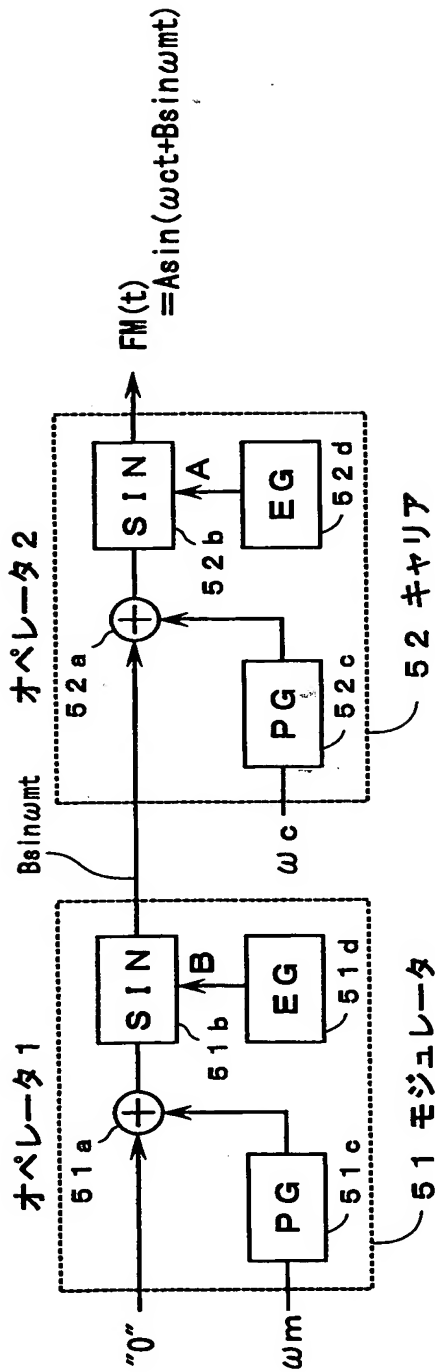 オペレータ1
オペレータ2
Bsinωmt
"0"
51a
+
SIN
51b
B
EG
51d
PG
51c
ωm
51 モジュレータ
52a
+
SIN
52b
A
EG
52d
PG
52c
ωc
52 キャリア
FM(t)
=Asin(ωct+Bsinωmt)